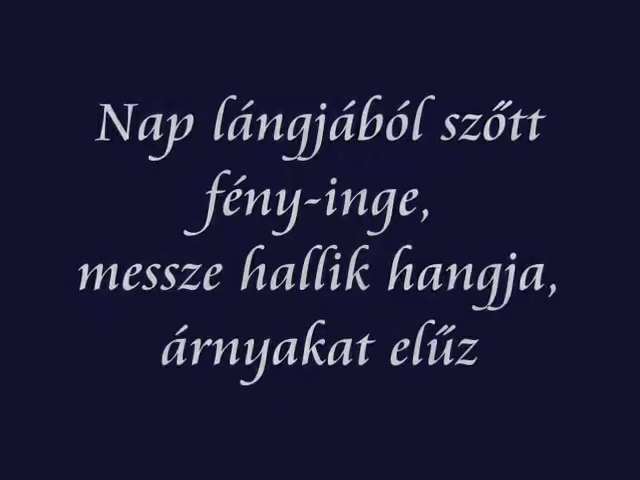 Nap lángjából szőtt
fény-inge,
messze hallik hangja,
árnyakat elűz